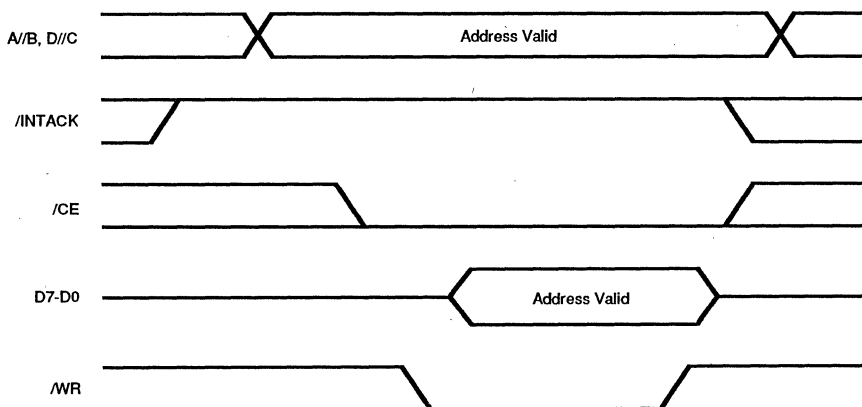 A//B, D//C
Address Valid
/INTACK
/CE
D7-D0
Address Valid
/WR